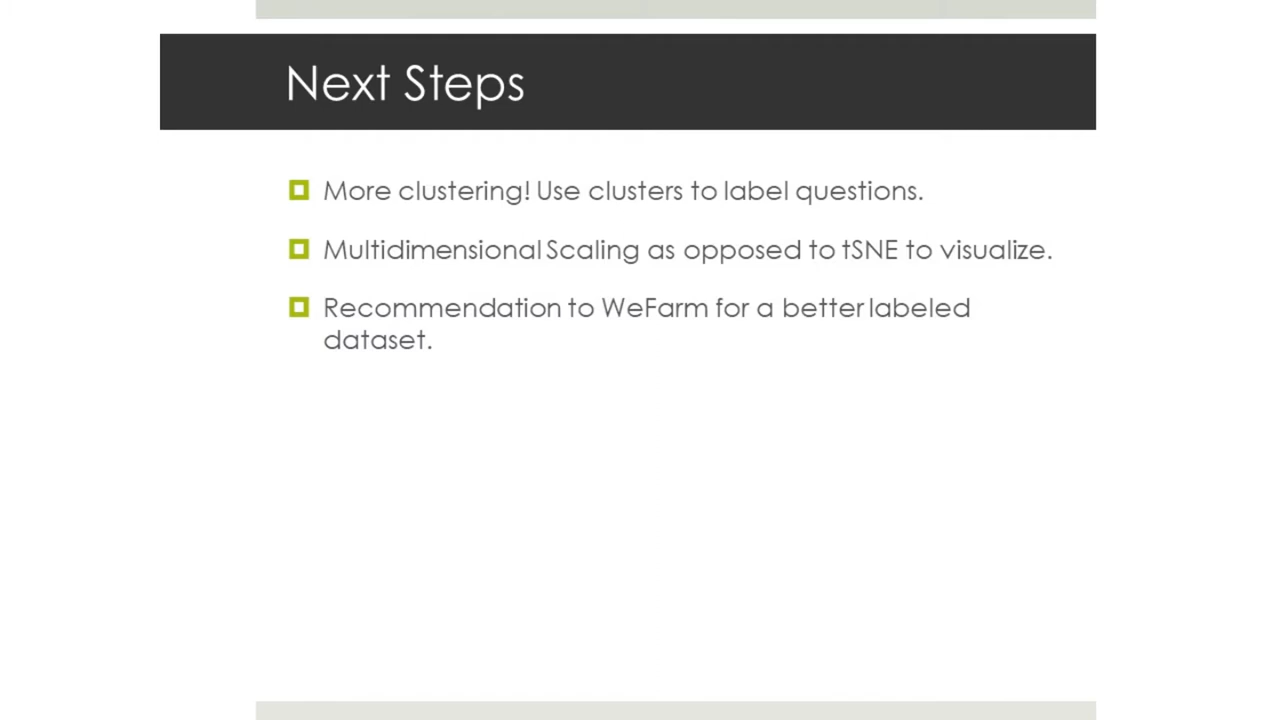 Next Steps
More clustering! Use clusters to label questions.
Multidimensional Scaling as opposed to tSNE to visualize.
Recommendation to WeFarm for a better labeled
dataset.